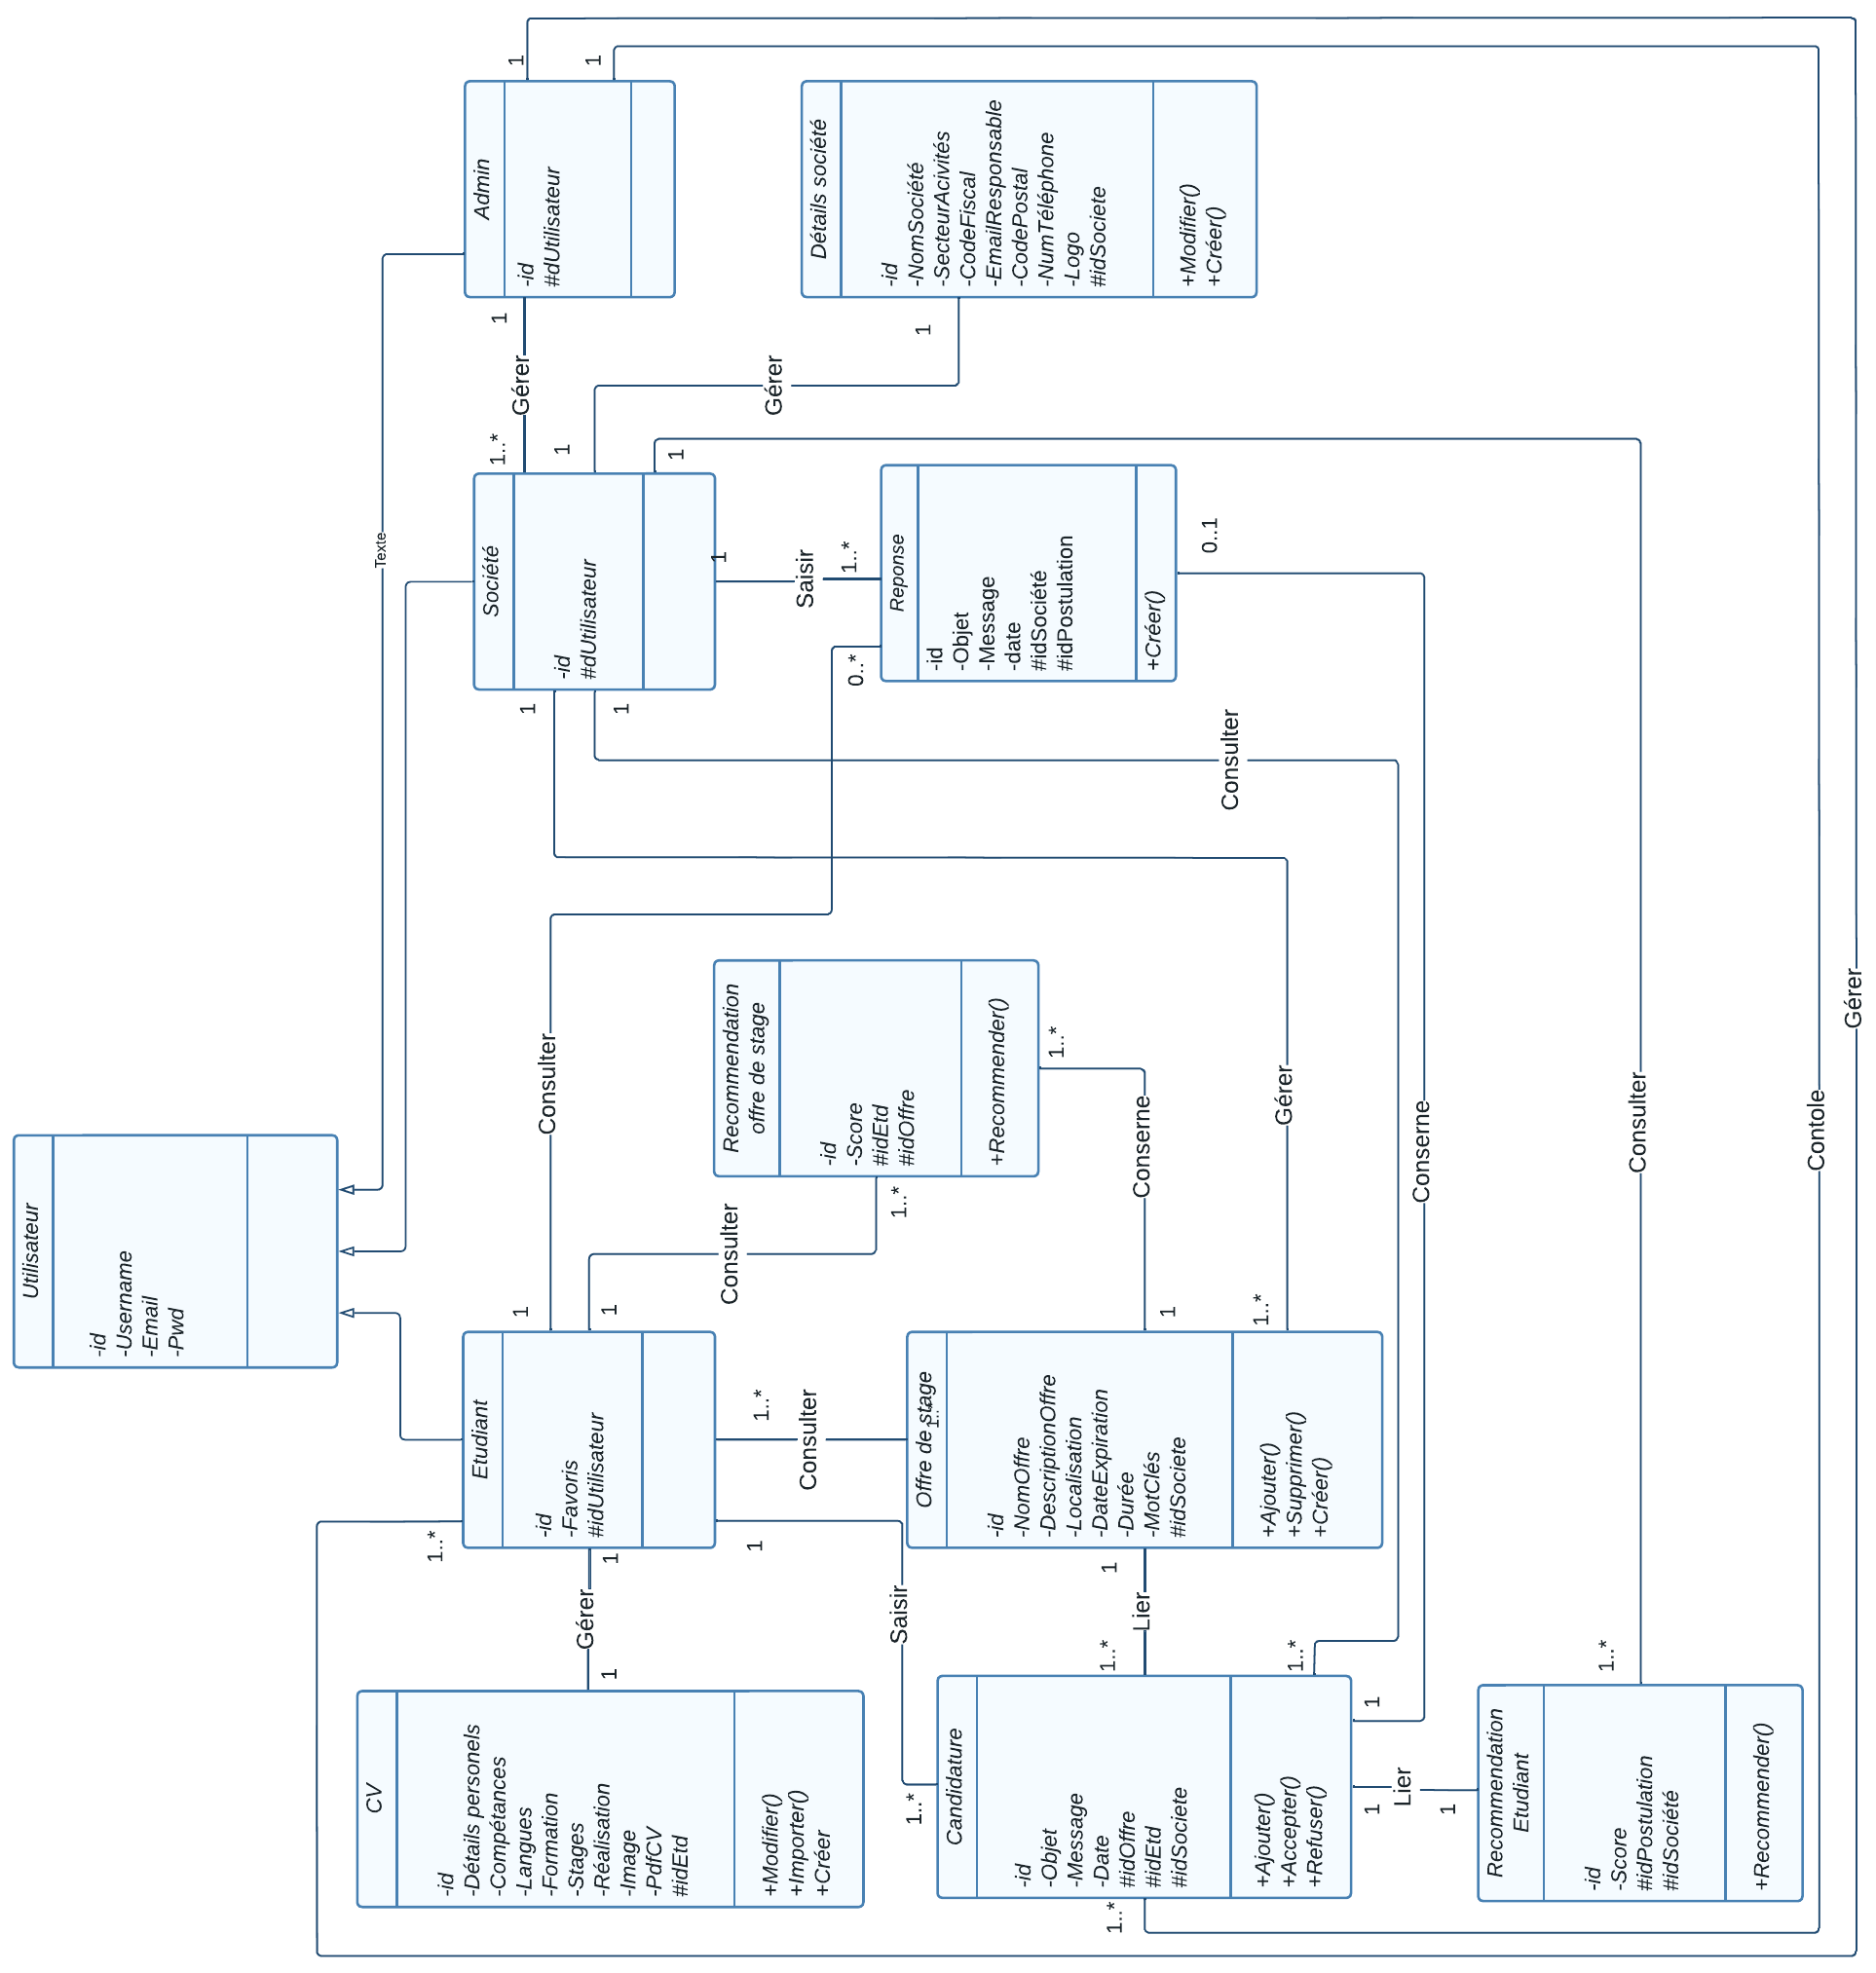 Utilisateur
-id
-Username
-Email
-Pwd
Texte
CV
-id
-Détails personels
-Compétances
-Langues
-Formation
-Stages
-Réalisation
-Image
-PdfCV
#idEtd
+Modifier()
+Importer()
+Créer
1
Gérer
1
1..*
Etudiant
-id
-Favoris
#idUtilisateur
1
1
Consulter
Société
-id
#dUtilisateur
1
1
1..*
1
1
1
Gérer
1
Admin
-id
#dUtilisateur
1
1
1
Saisir
1..*
1..*
Consulter
1..*
Consulter
1..*
Recommendation
offre de stage
-id
-Score
#idEtd
#idOffre
+Recommender()
1..*
Saisir
1..*
0..*
Gérer
1
Reponse
-id
-Objet
-Message
-date
#idSociété
#idPostulation
+Créer()
0..1
Détails société
-id
-NomSociété
-SecteurAcivités
-CodeFiscal
-EmailResponsable
-CodePostal
-NumTéléphone
-Logo
#idSociete
+Modifier()
+Créer()
Candidature
-id
-Objet
-Message
-Date
#idOffre
#idEtd
#idSociete
+Ajouter()
+Accepter()
+Refuser()
1..*
1..*
Lier
1
Offre de stage
-id
-NomOffre
-DescriptionOffre
-Localisation
-DateExpiration
-Durée
-MotClés
#idSociete
+Ajouter()
+Supprimer()
+Créer()
1
Conserne
1..*
Gérer
1..*
Consulter
1
Conserne
1
Lier
1
Recommendation
Etudiant
-id
-Score
#idPostulation
#idSociété
+Recommender()
1..*
Consulter
Contole
Gérer